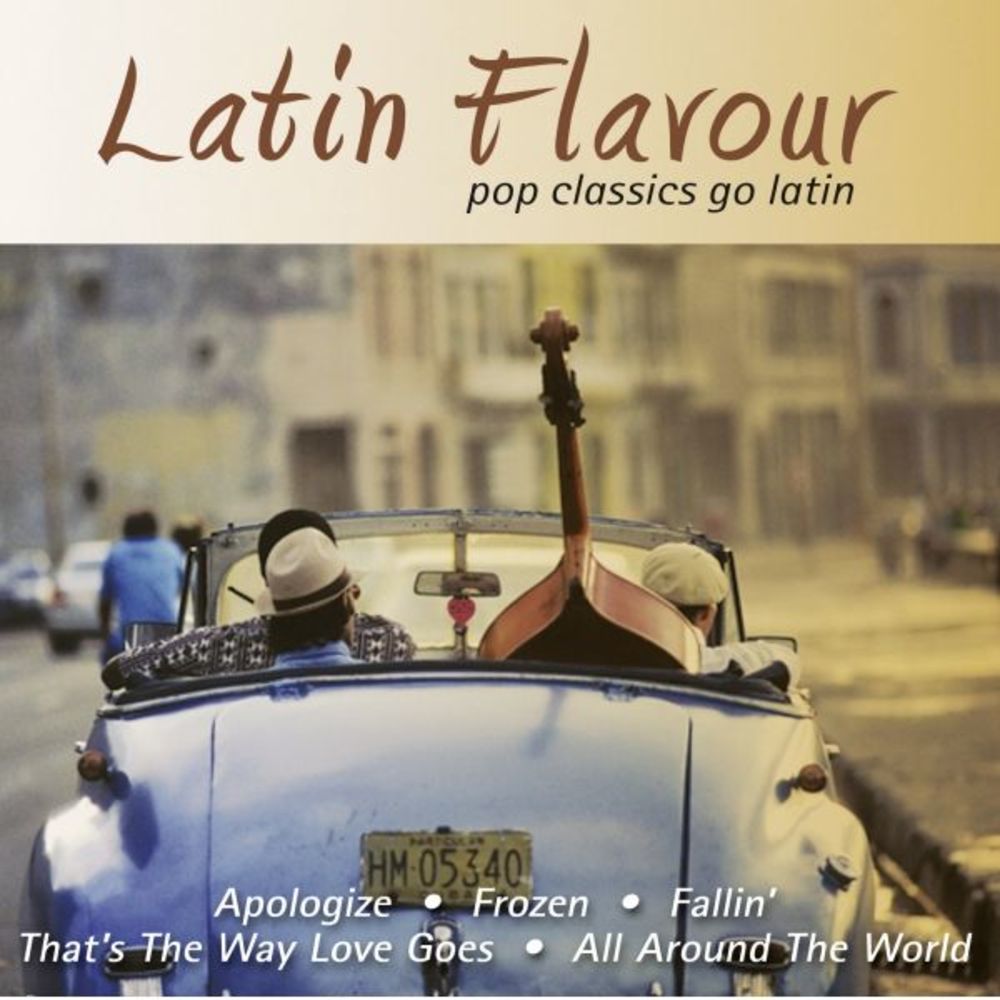 Latin Flavour
pop classics go latin
PARTICULAR
HM·05340
Apologize • Frozen • Fallin'
That's The Way Love Goes • All Around The World